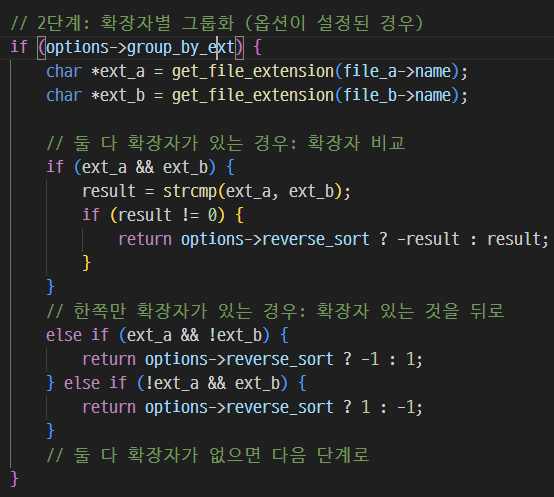 // 2단계: 확장자별 그룹화 (옵션이 설정된 경우)
if (options->group_by_ext) {
    char *ext_a = get_file_extension(file_a->name);
    char *ext_b = get_file_extension(file_b->name);

    // 둘 다 확장자가 있는 경우: 확장자 비교
    if (ext_a && ext_b) {
        result = strcmp(ext_a, ext_b);
        if (result != 0) {
            return options->reverse_sort ? -result : result;
        }
    }
    // 한쪽만 확장자가 있는 경우: 확장자 있는 것을 뒤로
    else if (ext_a && !ext_b) {
        return options->reverse_sort ? -1 : 1;
    } else if (!ext_a && ext_b) {
        return options->reverse_sort ? 1 : -1;
    }
    // 둘 다 확장자가 없으면 다음 단계로
}